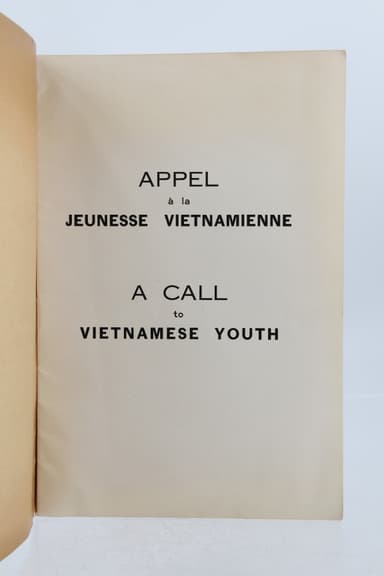 APPEL
à la
JEUNESSE VIETNAMIENNE
A CALL
to
VIETNAMESE YOUTH